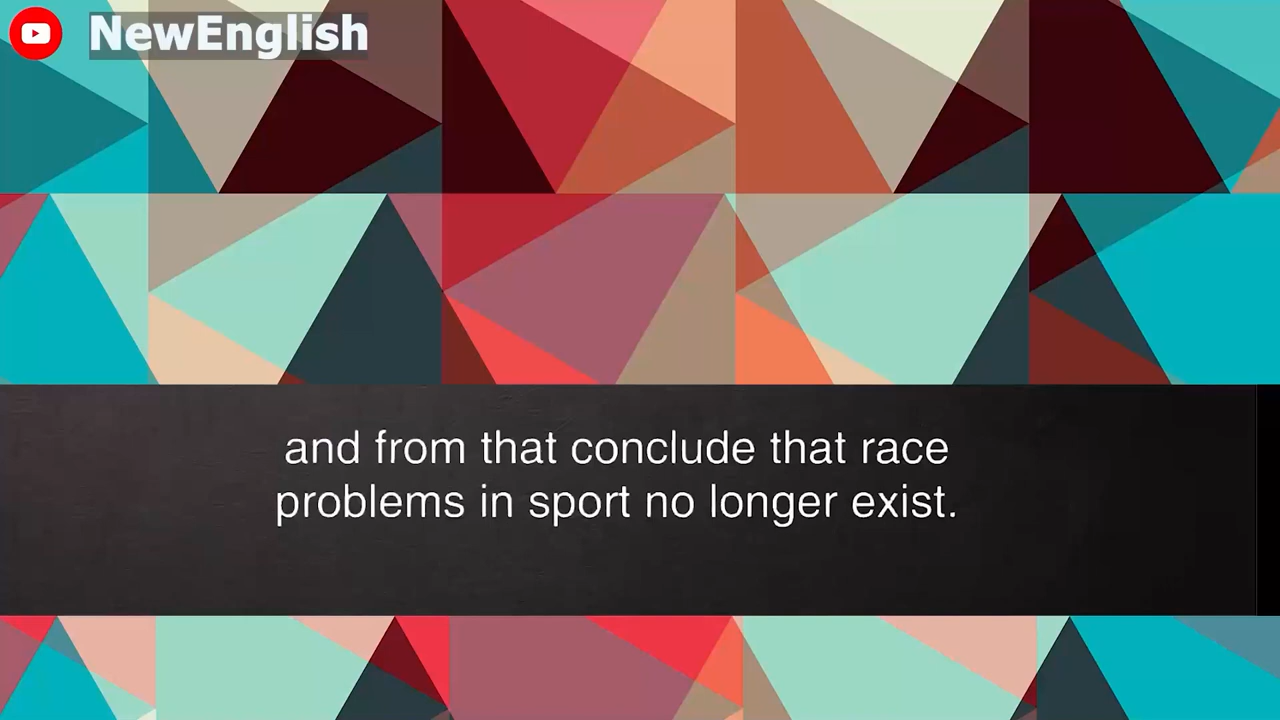 NewEnglish
and from that conclude that race
problems in sport no longer exist.